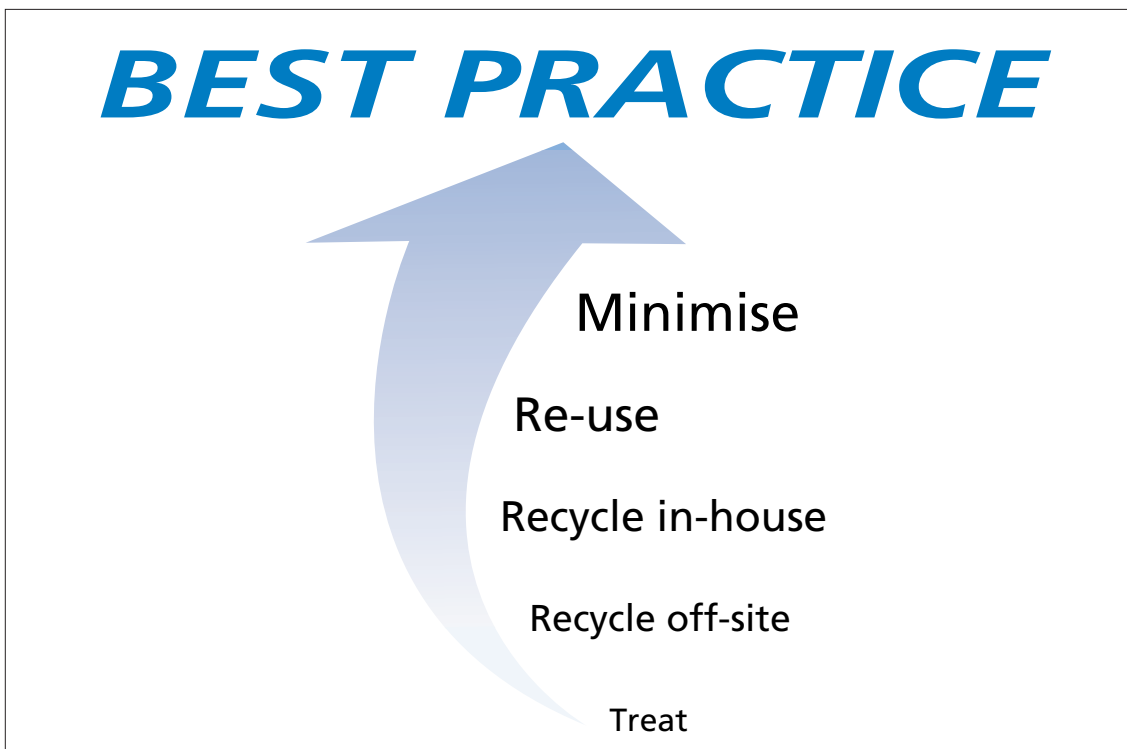 BEST PRACTICE
Minimise
Re-use
Recycle in-house
Recycle off-site
Treat